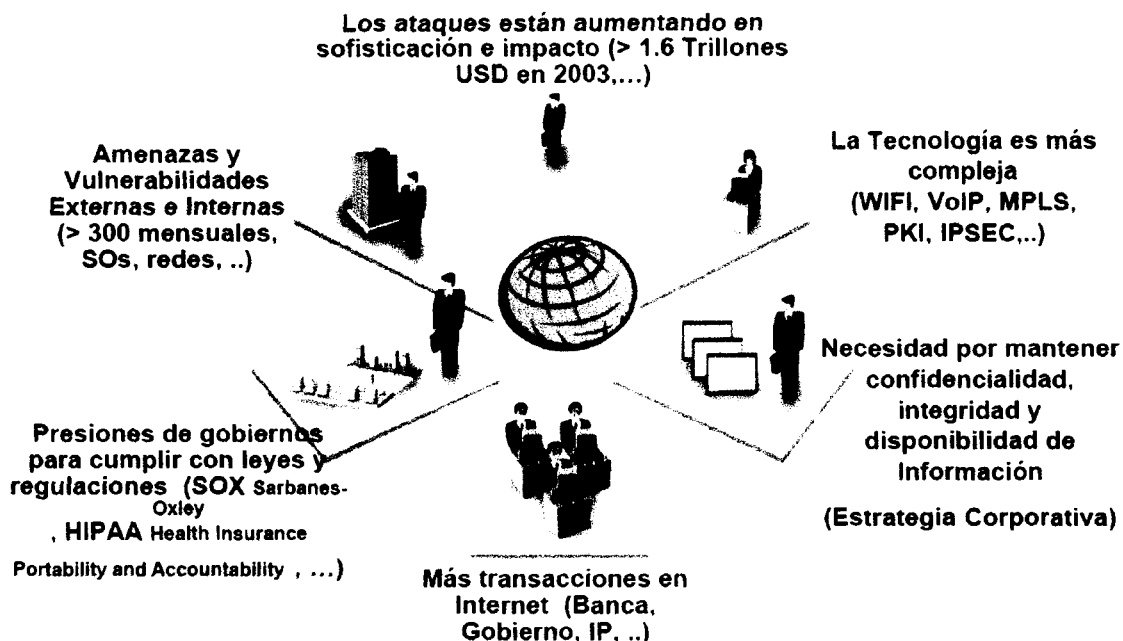 Los ataques están aumentando en
sofisticación e impacto (> 1.6 Trillones
USD en 2003,...)
Amenazas y
Vulnerabilidades
Externas e Internas
(> 300 mensuales,
SOs, redes, ..)
La Tecnología es más
compleja
(WIFI, VoIP, MPLS,
PKI, IPSEC,..)
Necesidad por mantener
confidencialidad,
integridad y
disponibilidad de
Información
(Estrategia Corporativa)
Presiones de gobiernos
para cumplir con leyes y
regulaciones (SOX Sarbanes-
Oxley
, HIPAA Health Insurance
Portability and Accountability , ...)
Más transacciones en
Internet (Banca,
Gobierno, IP, ..)